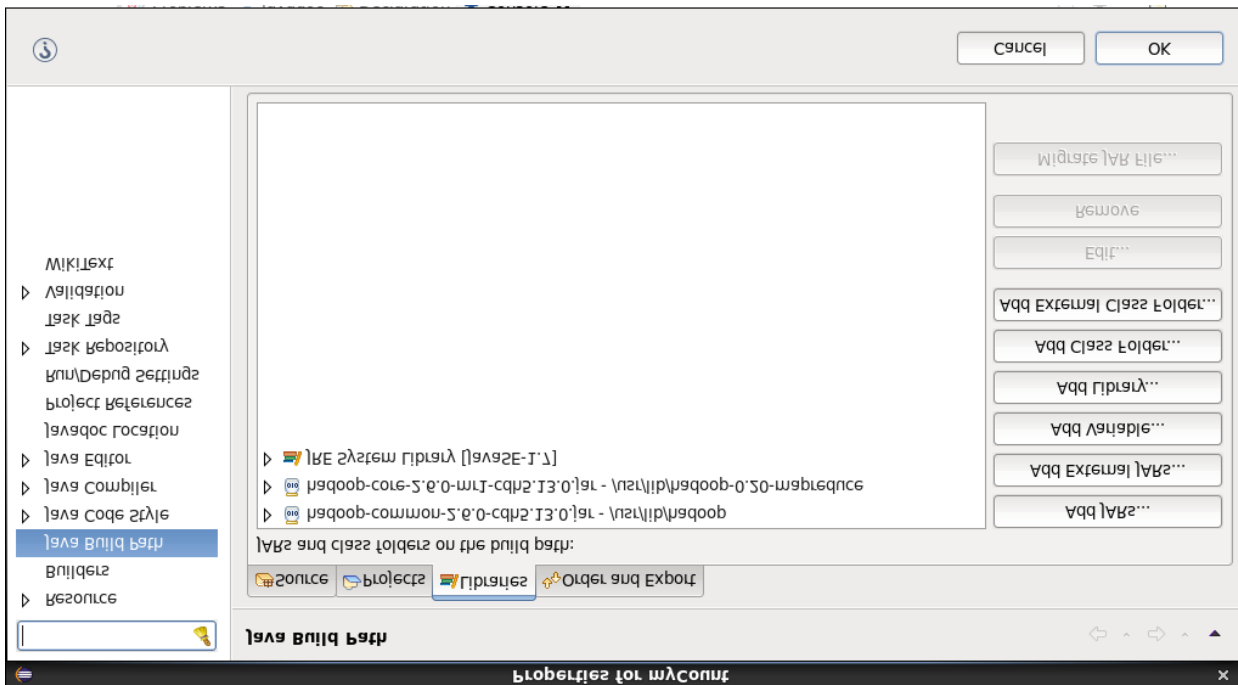 Properties for myCount
Java Build Path
Resource
Builders
Java Build Path
Java Code Style
Java Compiler
Java Editor
Javadoc Location
Project References
Run/Debug Settings
Task Repository
Task Tags
Validation
WikiText
Source Projects Libraries Order and Export
JARs and class folders on the build path:
hadoop-common-2.6.0-cdh5.13.0.jar - /usr/lib/hadoop
hadoop-core-2.6.0-mr1-cdh5.13.0.jar - /usr/lib/hadoop-0.20-mapreduce
JRE System Library [JavaSE-1.7]
Add JARs...
Add External JARs...
Add Variable...
Add Library...
Add Class Folder...
Add External Class Folder...
Edit...
Remove
Migrate JAR File...
Cancel OK